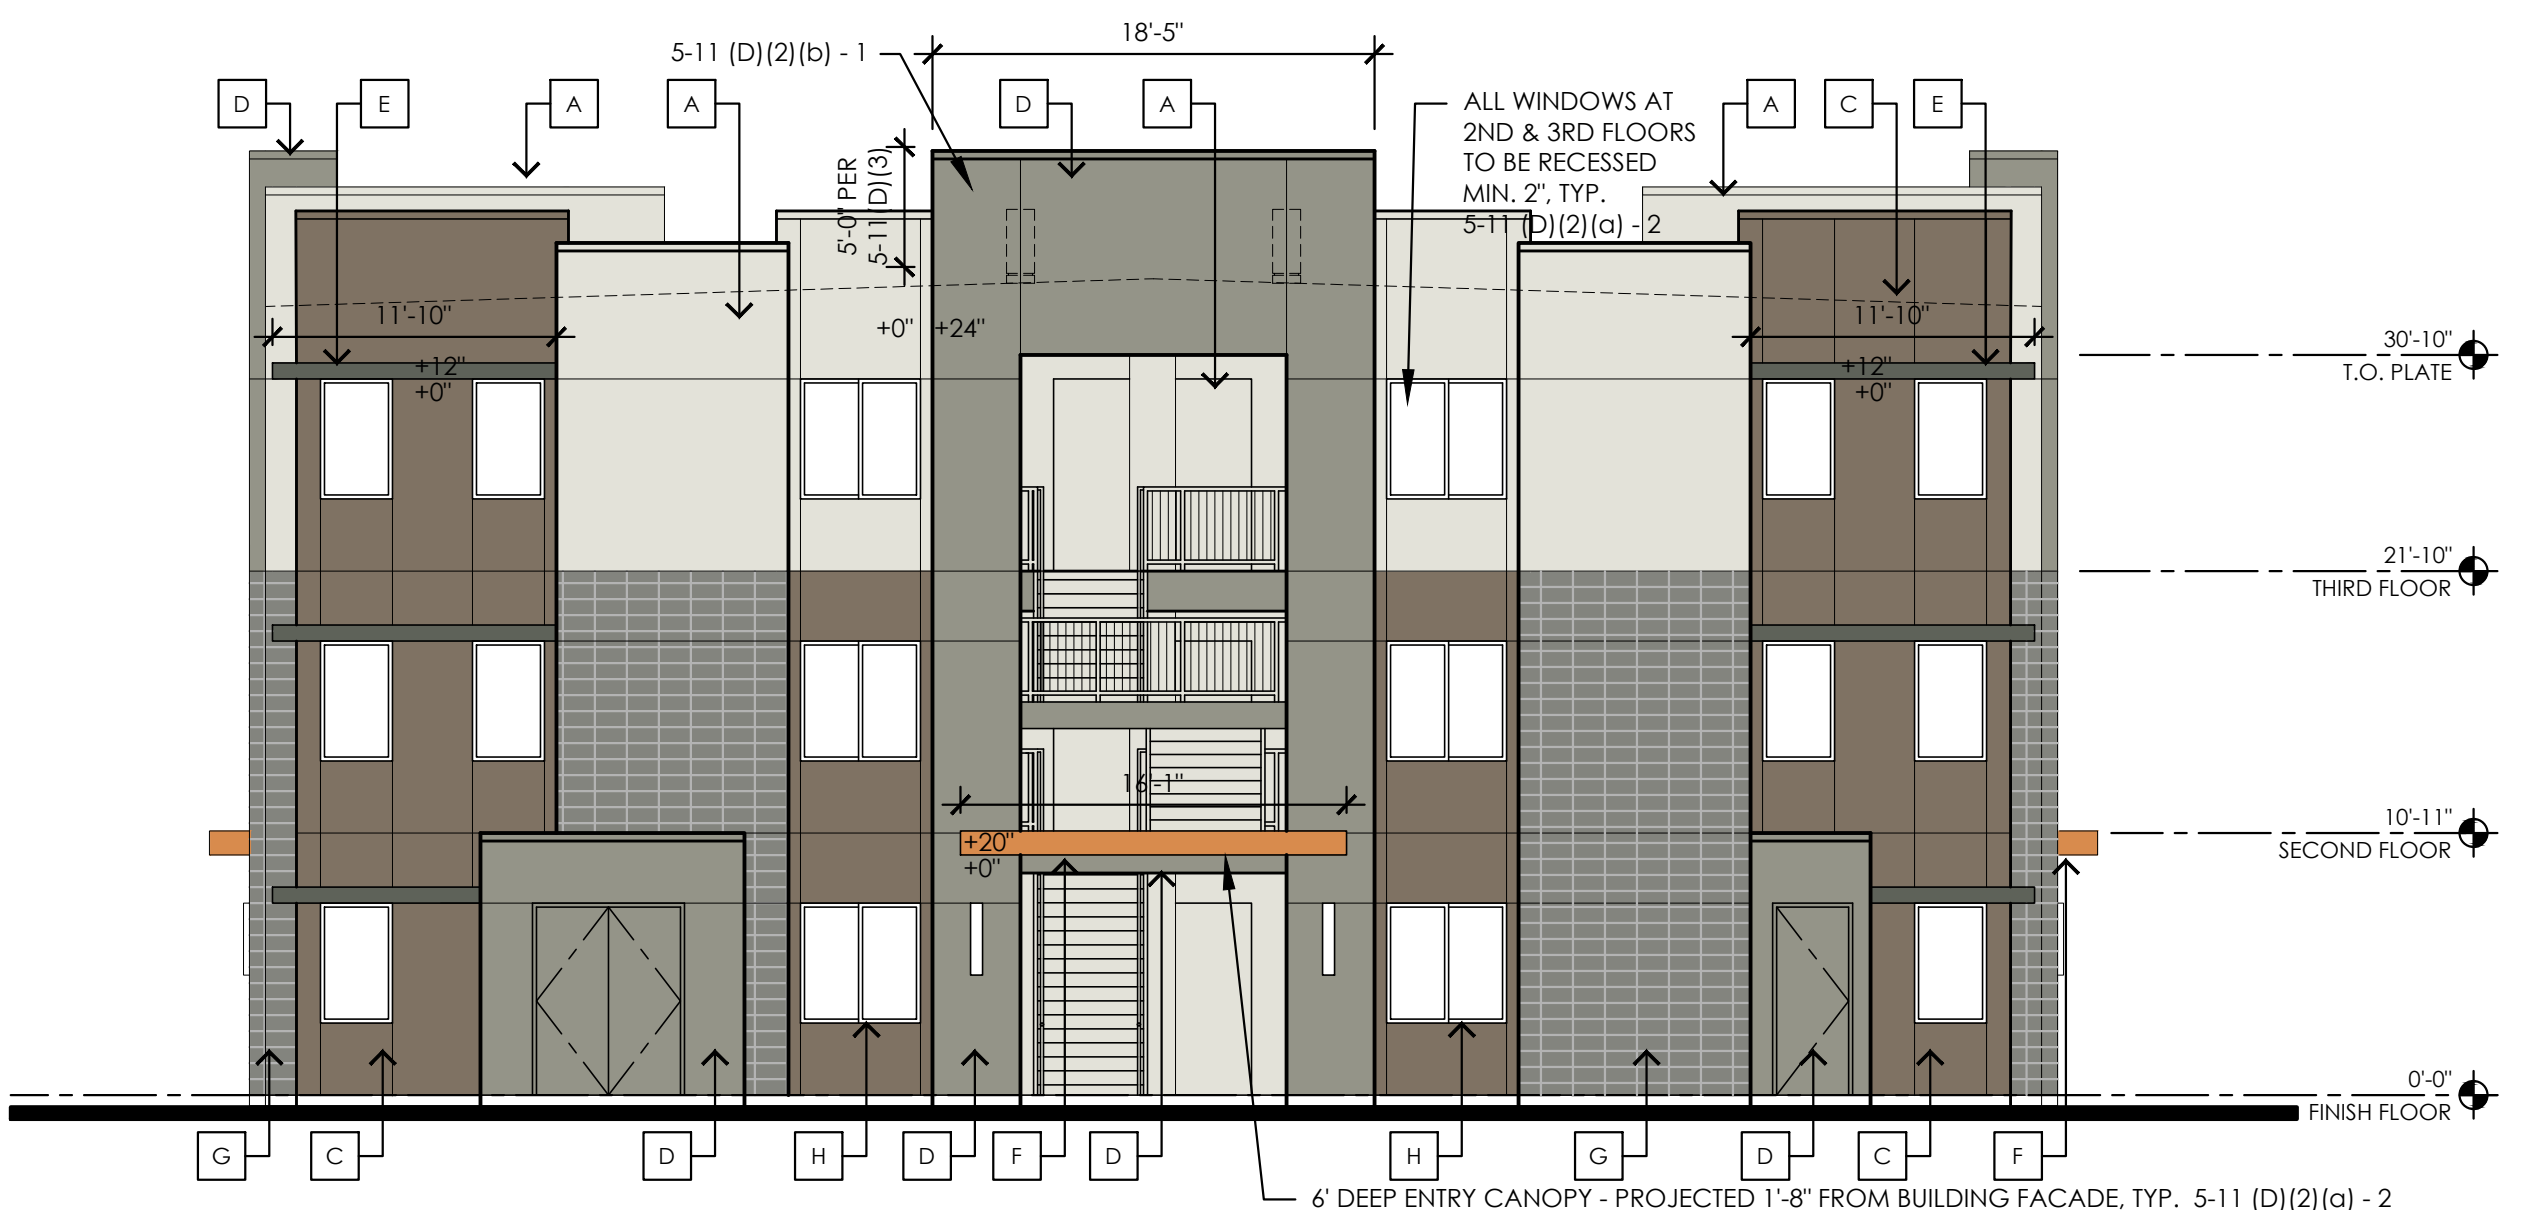 18'-5"
5-11 (D)(2)(b) - 1
D
E
A
A
D
A
A
C
E
ALL WINDOWS AT
2ND & 3RD FLOORS
TO BE RECESSED
MIN. 2", TYP.
5-11 (D)(2)(a) - 2
5'-0" PER
5-11 (D)(3)
11'-10"
+0"
+24"
11'-10"
30'-10"
T.O. PLATE
+12"
+0"
+12"
+0"
21'-10"
THIRD FLOOR
16'-1"
10'-11"
SECOND FLOOR
+20"
+0"
0'-0"
FINISH FLOOR
G
C
D
H
D
F
D
H
G
D
C
F
6' DEEP ENTRY CANOPY - PROJECTED 1'-8" FROM BUILDING FACADE, TYP. 5-11 (D)(2)(a) - 2